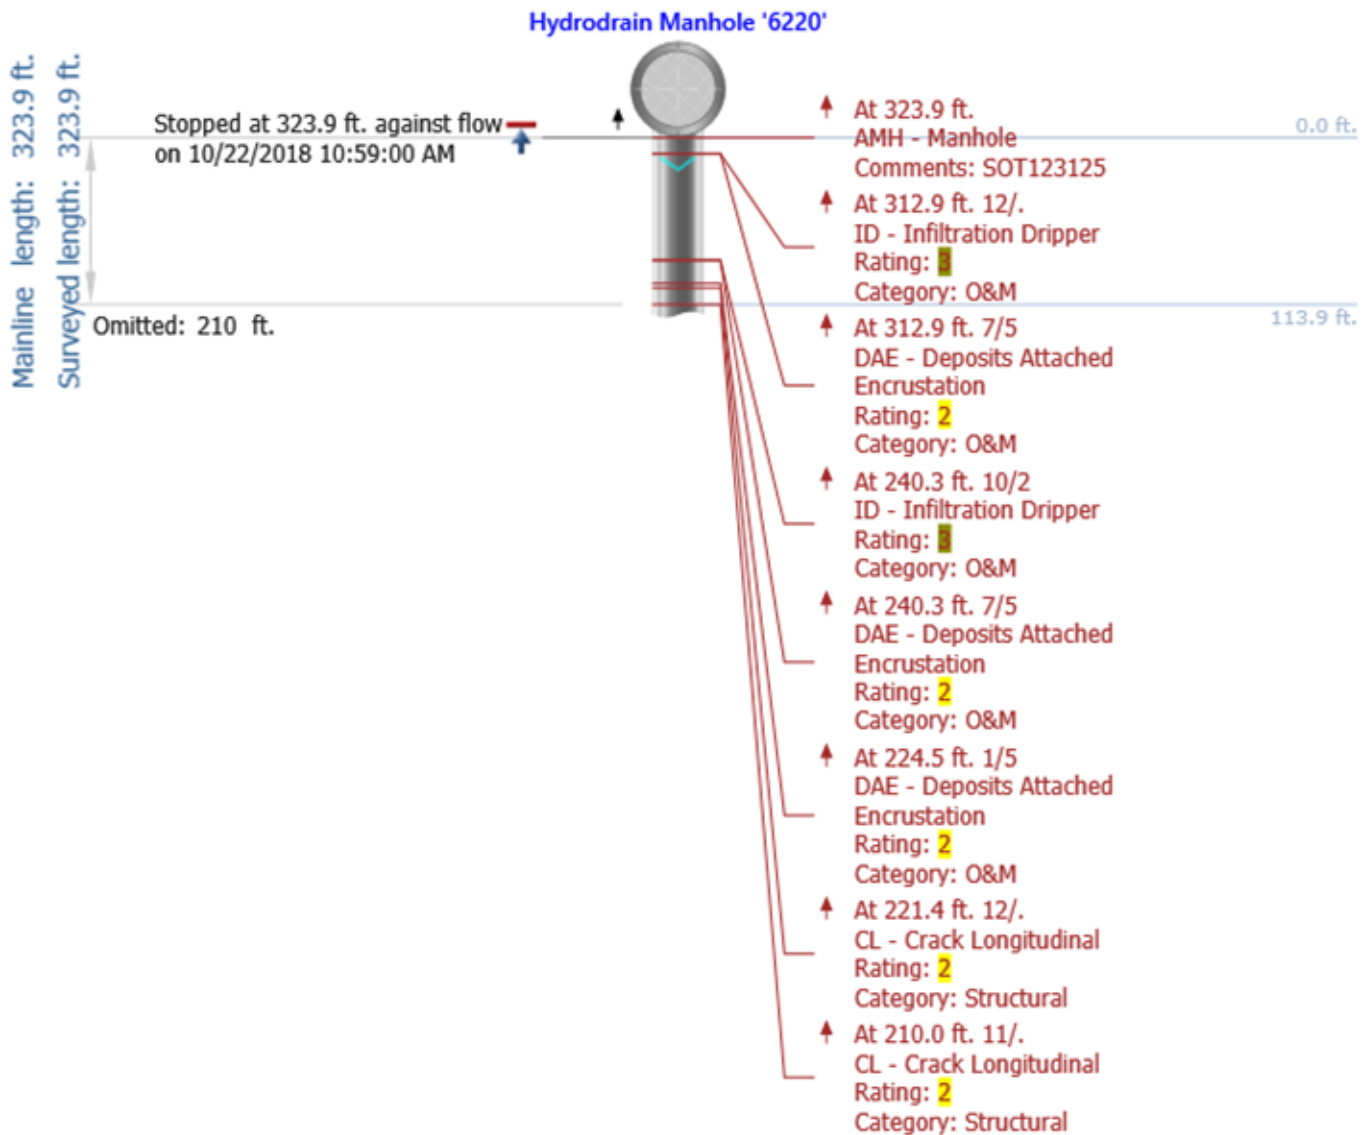 Hydrodrain Manhole '6220'
Mainline length: 323.9 ft.
Surveyed length: 323.9 ft.
Stopped at 323.9 ft. against flow
on 10/22/2018 10:59:00 AM
Omitted: 210 ft.
0.0 ft.
113.9 ft.
At 323.9 ft.
AMH - Manhole
Comments: SOT123125
At 312.9 ft. 12/.
ID - Infiltration Dripper
Rating: 3
Category: O&M
At 312.9 ft. 7/5
DAE - Deposits Attached
Encrustation
Rating: 2
Category: O&M
At 240.3 ft. 10/2
ID - Infiltration Dripper
Rating: 3
Category: O&M
At 240.3 ft. 7/5
DAE - Deposits Attached
Encrustation
Rating: 2
Category: O&M
At 224.5 ft. 1/5
DAE - Deposits Attached
Encrustation
Rating: 2
Category: O&M
At 221.4 ft. 12/.
CL - Crack Longitudinal
Rating: 2
Category: Structural
At 210.0 ft. 11/.
CL - Crack Longitudinal
Rating: 2
Category: Structural